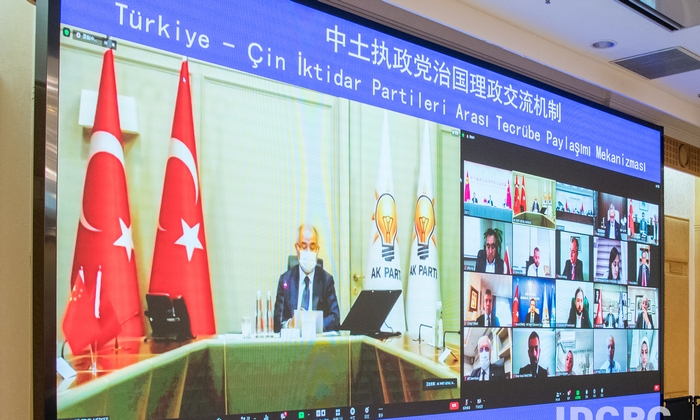 中土执政党治国理政交流机制
Türkiye - Çin İktidar Partileri Arası Tecrübe Paylaşımı Mekanizması
AK PARTİ
AK PARTİ
IDCPC